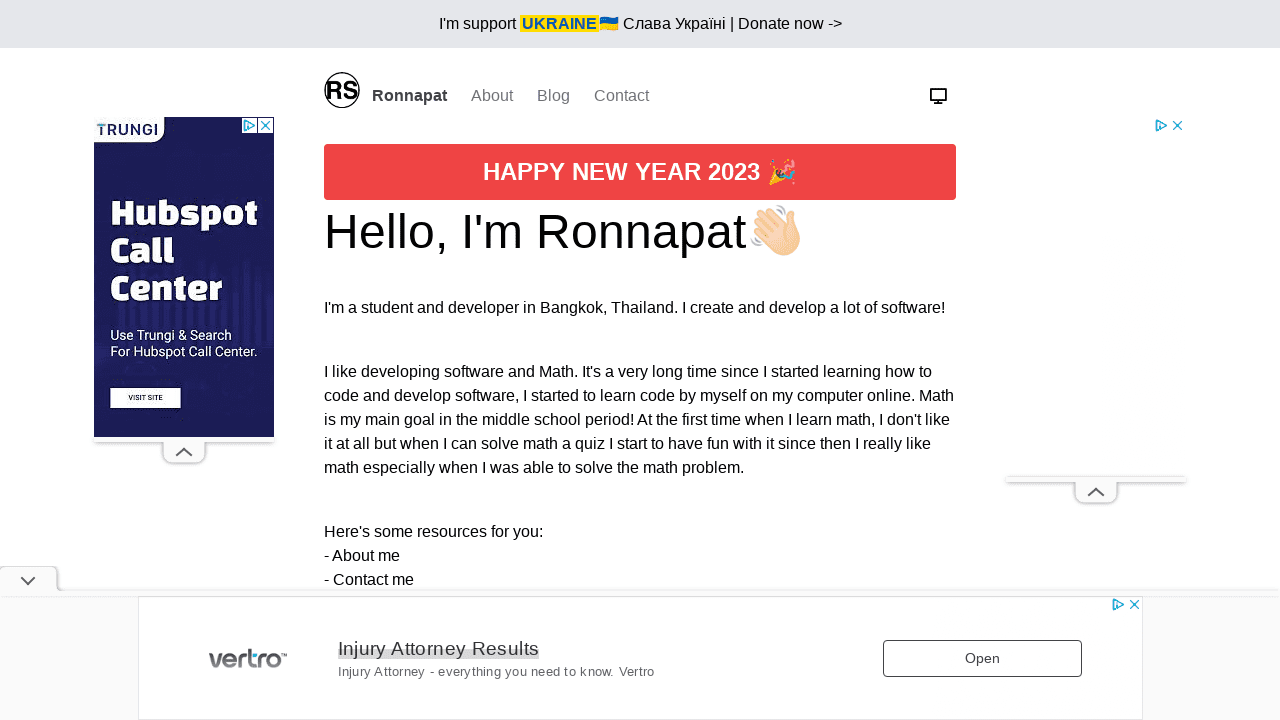 I'm support UKRAINE🇺🇦 Слава Україні | Donate now ->
RS Ronnapat About Blog Contact
TRUNGI
Hubspot
Call
Center
Use Trungi & Search
For Hubspot Call Center.
VISIT SITE
HAPPY NEW YEAR 2023 🎉
Hello, I'm Ronnapat👋🏻
I'm a student and developer in Bangkok, Thailand. I create and develop a lot of software!
I like developing software and Math. It's a very long time since I started learning how to
code and develop software, I started to learn code by myself on my computer online. Math
is my main goal in the middle school period! At the first time when I learn math, I don't like
it at all but when I can solve math a quiz I start to have fun with it since then I really like
math especially when I was able to solve the math problem.
Here's some resources for you:
- About me
- Contact me
vertro™
Injury Attorney Results
Injury Attorney - everything you need to know. Vertro
Open